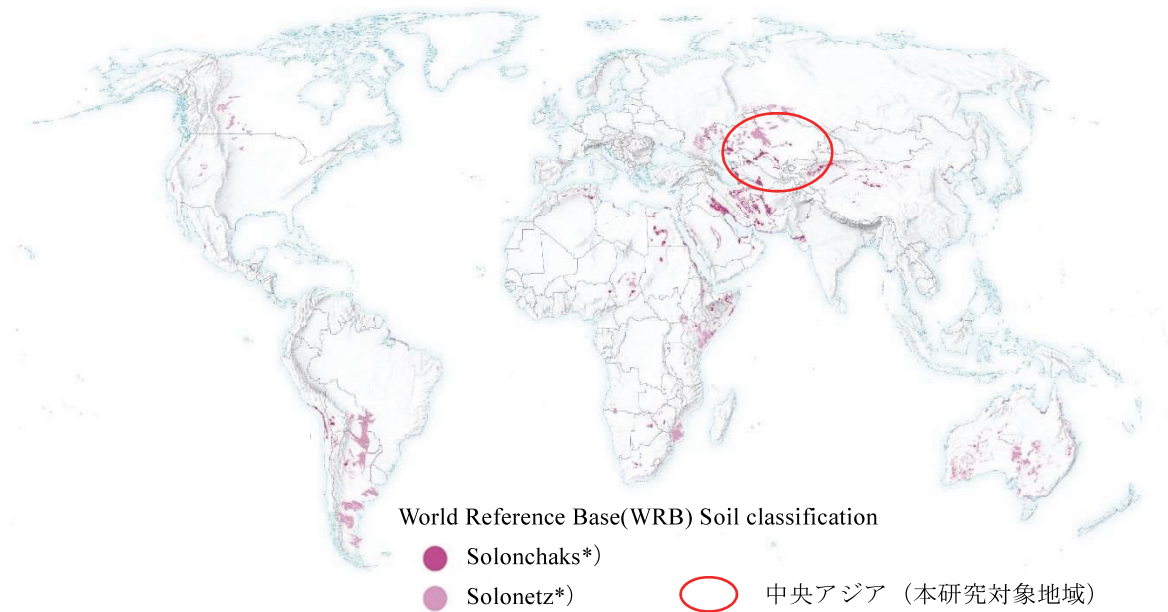 World Reference Base(WRB) Soil classification
Solonchaks*)
Solonetz*)
中央アジア（本研究対象地域）